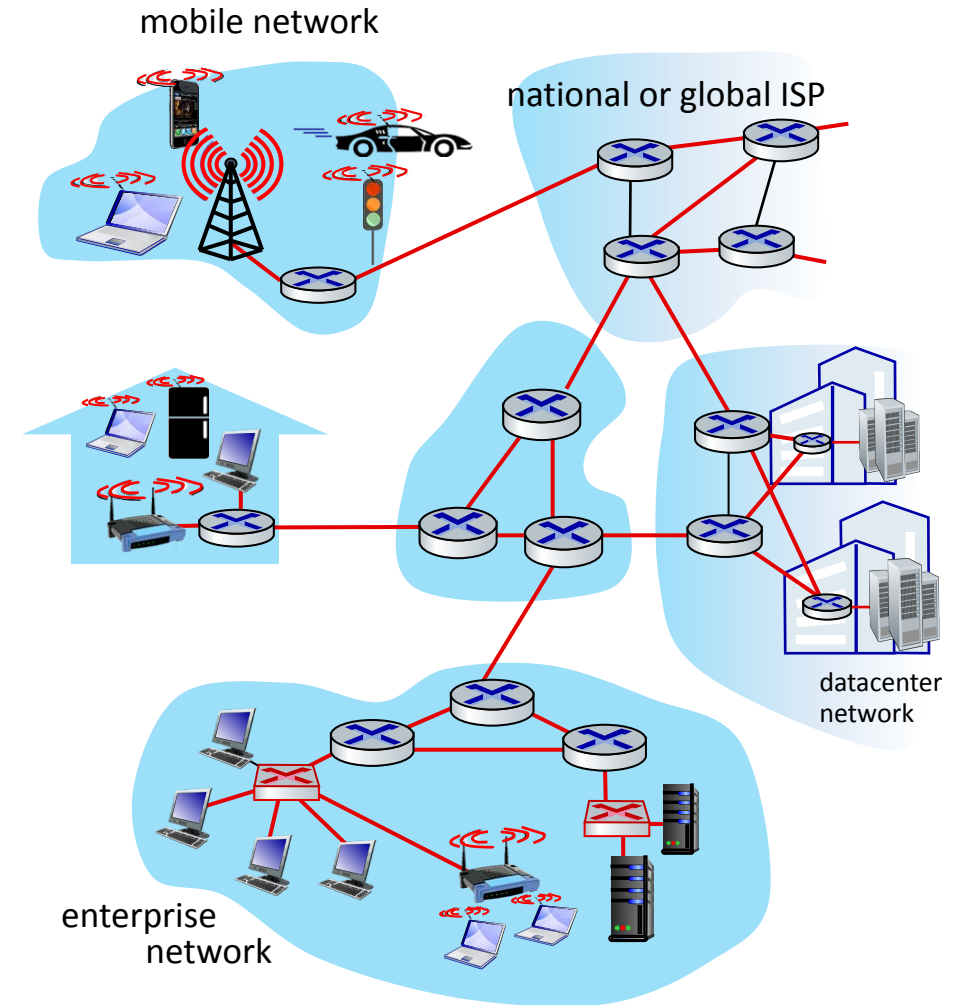 mobile network
national or global ISP
datacenter
network
enterprise
network